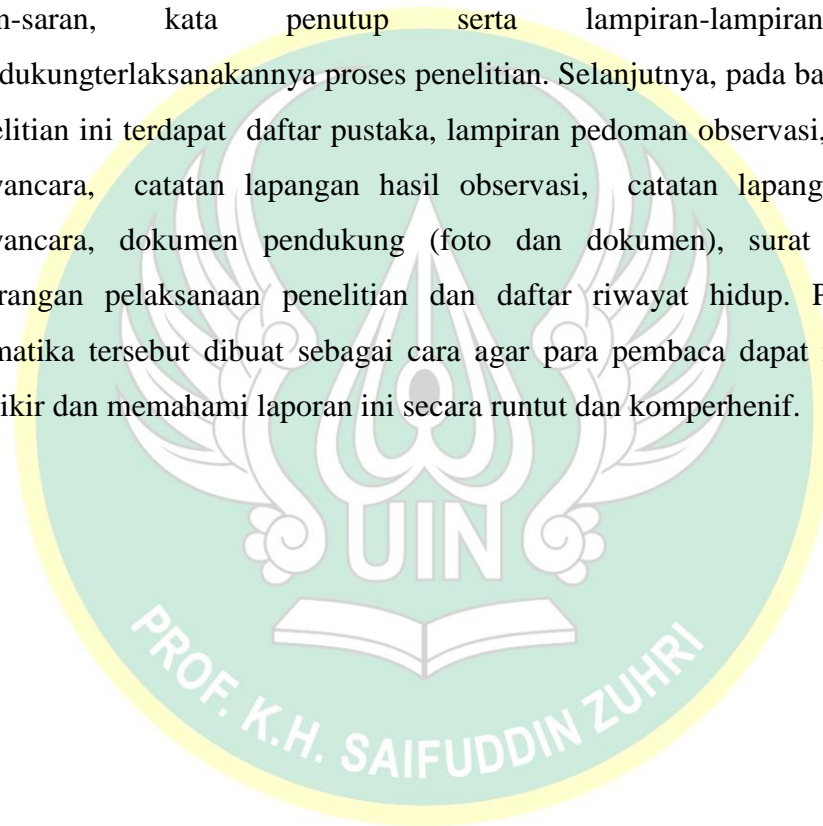 n-saran, kata penutup serta lampiran-lampiran
dukungterlaksanakannya proses penelitian. Selanjutnya, pada ba
elitian ini terdapat daftar pustaka, lampiran pedoman observasi,
vancara, catatan lapangan hasil observasi, catatan lapang
vancara, dokumen pendukung (foto dan dokumen), surat
rangan pelaksanaan penelitian dan daftar riwayat hidup. P
matika tersebut dibuat sebagai cara agar para pembaca dapat
ikir dan memahami laporan ini secara runtut dan komperhenif.
UIN
PROF. K.H. SAIFUDDIN ZUHRI